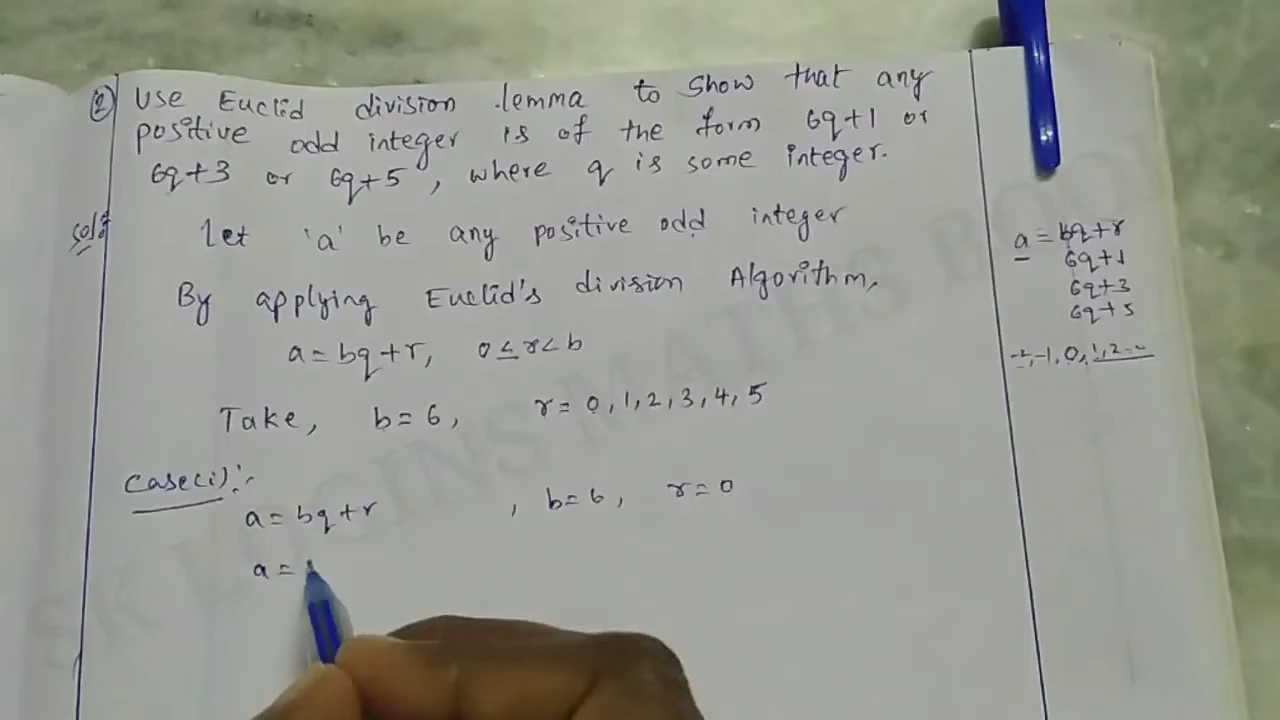 ② Use Euclid division lemma to show that any
positive odd integer is of the form 6q+1 or
6q+3 or 6q+5, where q is some integer.
Sol:
Let 'a' be any positive odd integer
By applying Euclid's division Algorithm,
a = bq + r, 0 ≤ r < b
Take, b = 6, r = 0, 1, 2, 3, 4, 5
Case (i):-
a = bq + r , b = 6, r = 0
a =
a = bq + r
6q + 1
6q + 3
6q + 5
-1, 0, 1, 2